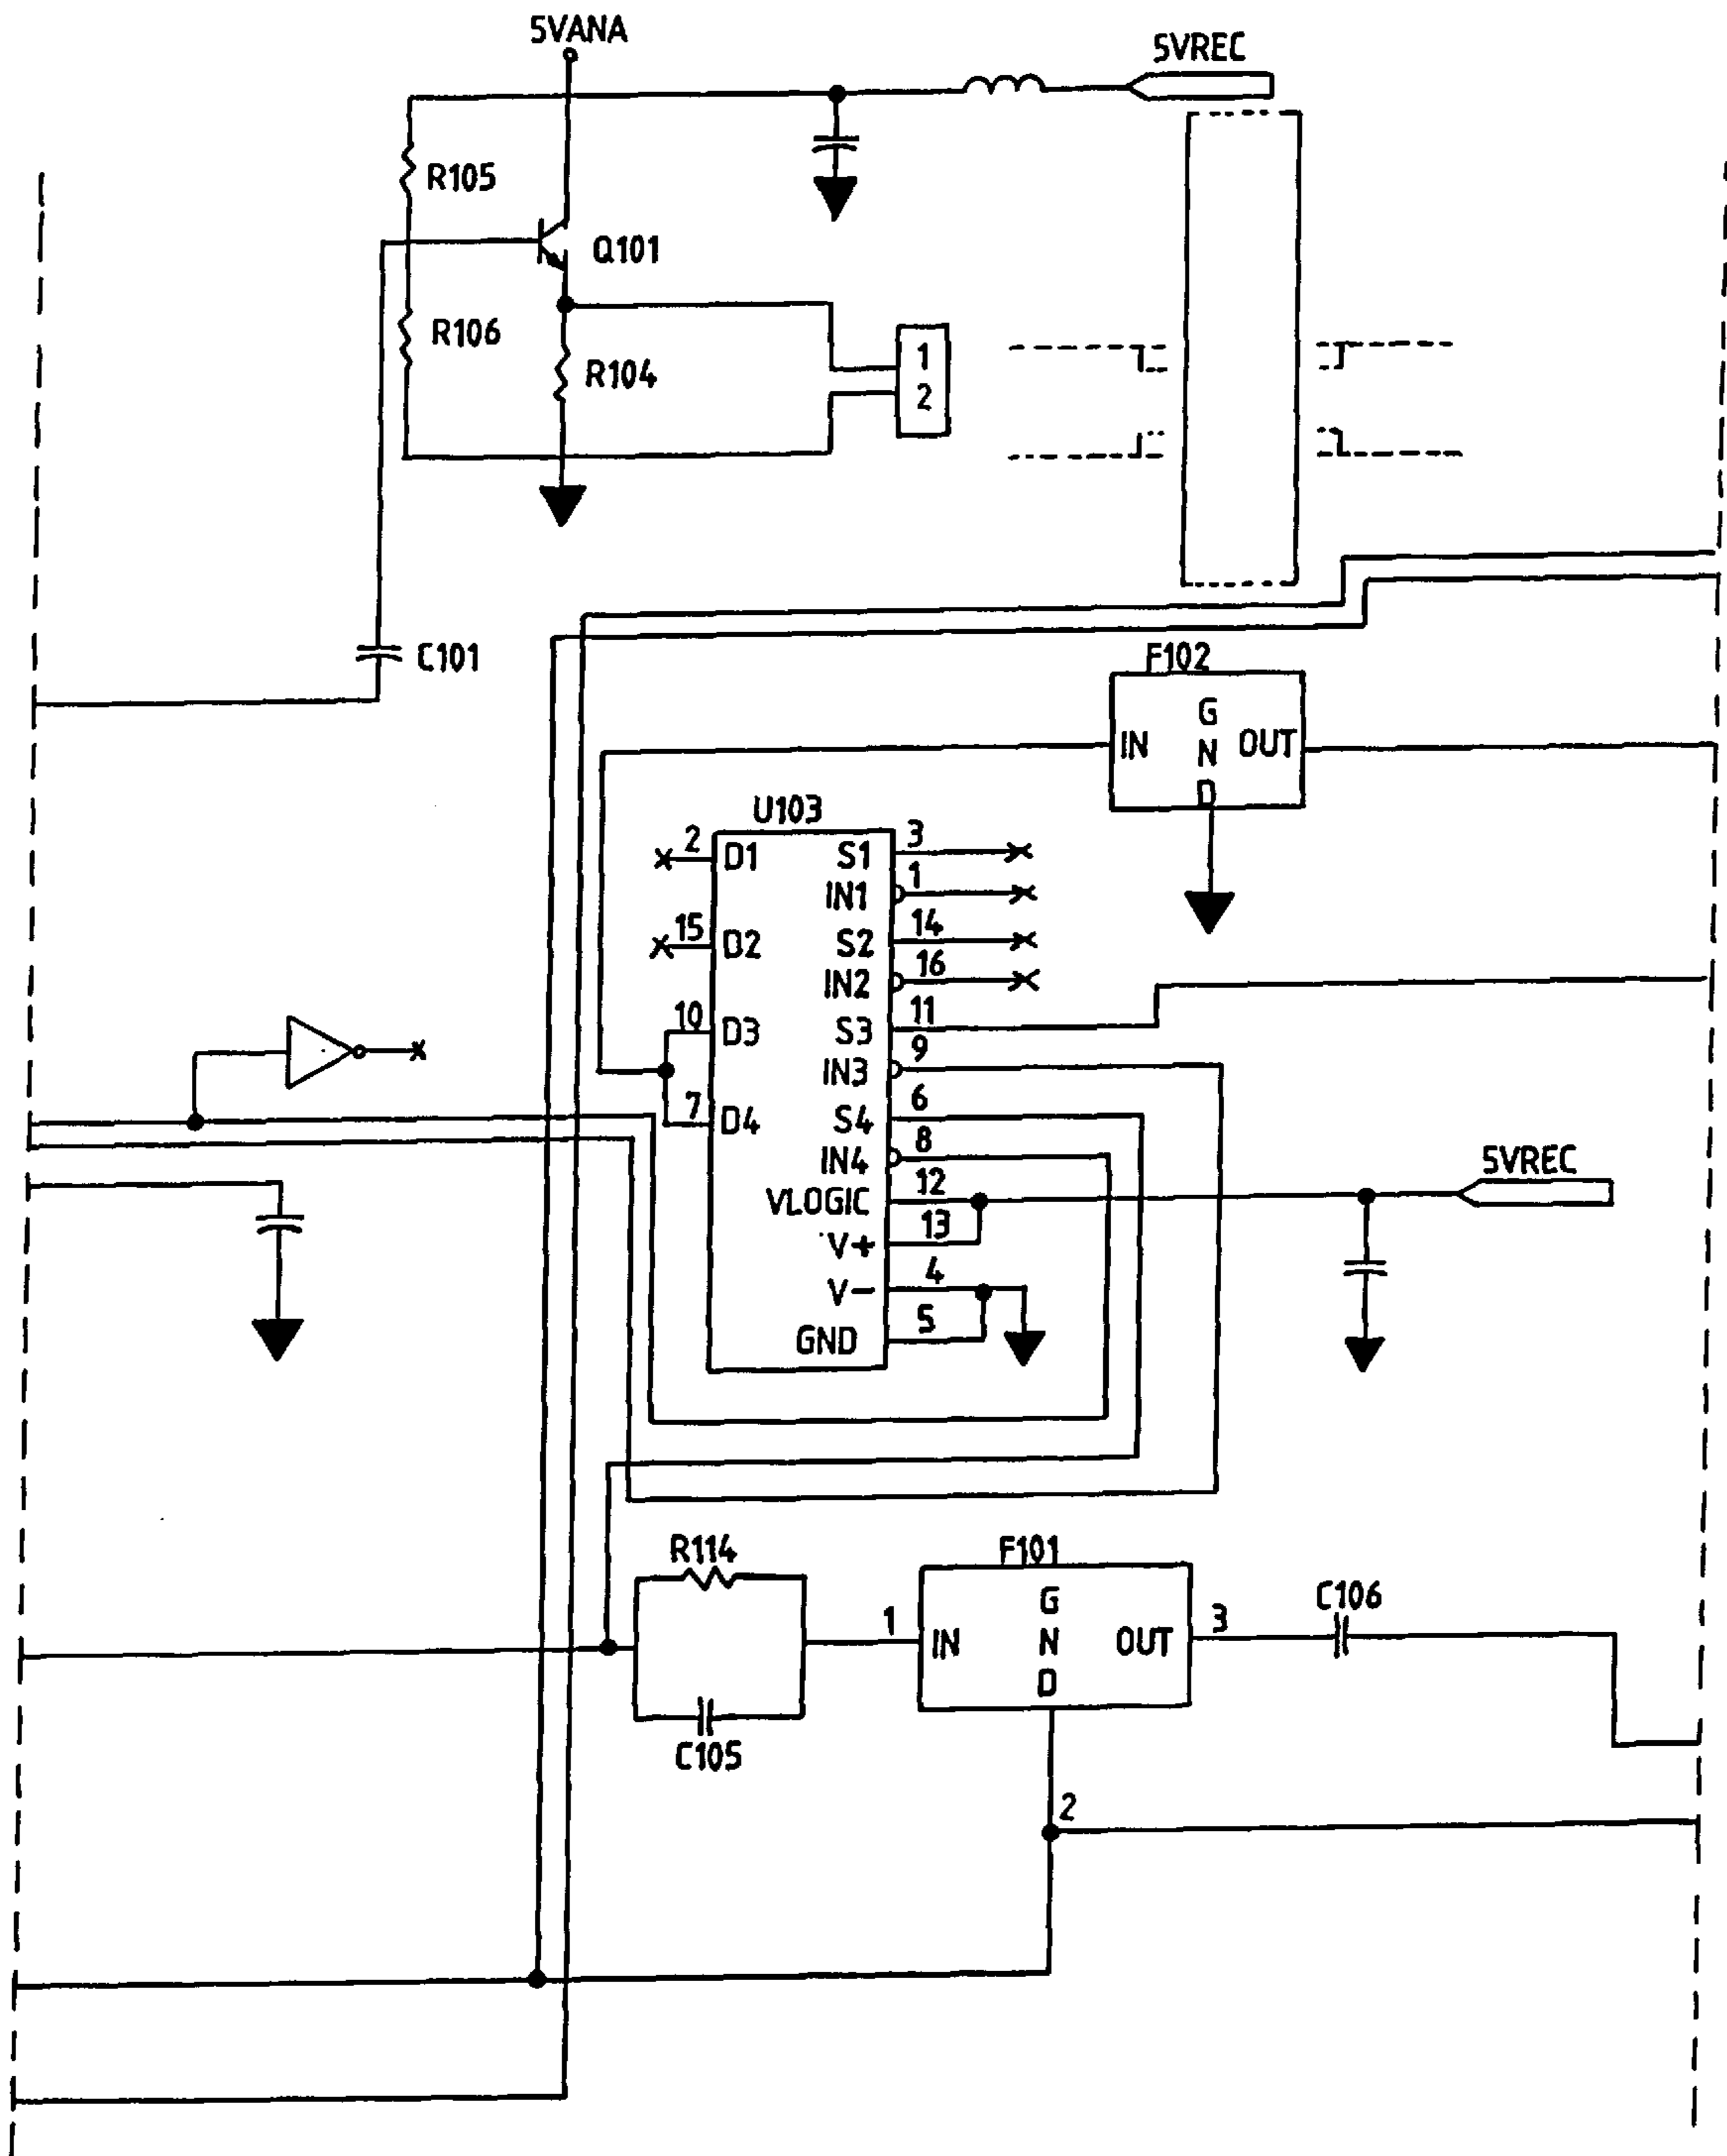 5VANA
5VREC
R105
Q101
R106
R104
1
2
C101
F102
IN
GND
OUT
U103
2 D1
S1 3
IN1 1
15 D2
S2 14
IN2 16
10 D3
S3 11
IN3 9
7 D4
S4 6
IN4 8
VLOGIC 12
V+ 13
V- 4
GND 5
5VREC
R114
F101
C106
1
IN
GND
OUT
3
C105
2